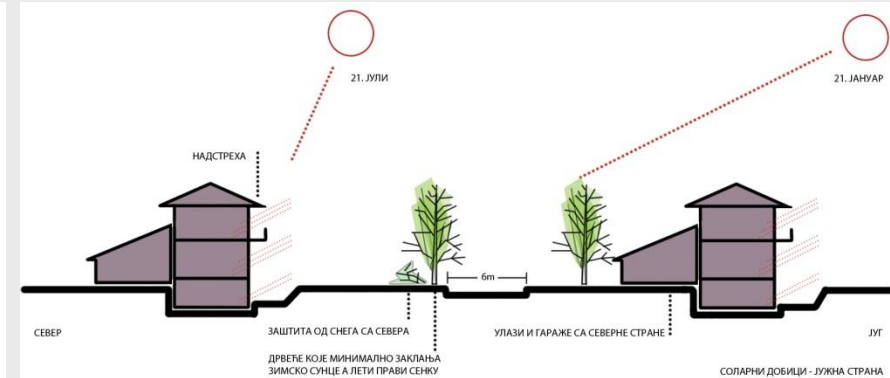 21. ЈУЛИ
21. ЈАНУАР
НАДСТРЕХА
6m
СЕВЕР
ЗАШТИТА ОД СНЕГА СА СЕВЕРА
УЛАЗИ И ГАРАЖЕ СА СЕВЕРНЕ СТРАНЕ
ЈУГ
ДРВЕЋЕ КОЈЕ МИНИМАЛНО ЗАКЛАЊА
ЗИМСКО СУНЦЕ А ЛЕТИ ПРАВИ СЕНКУ
СОЛАРНИ ДОБИЦИ - ЈУЖНА СТРАНА